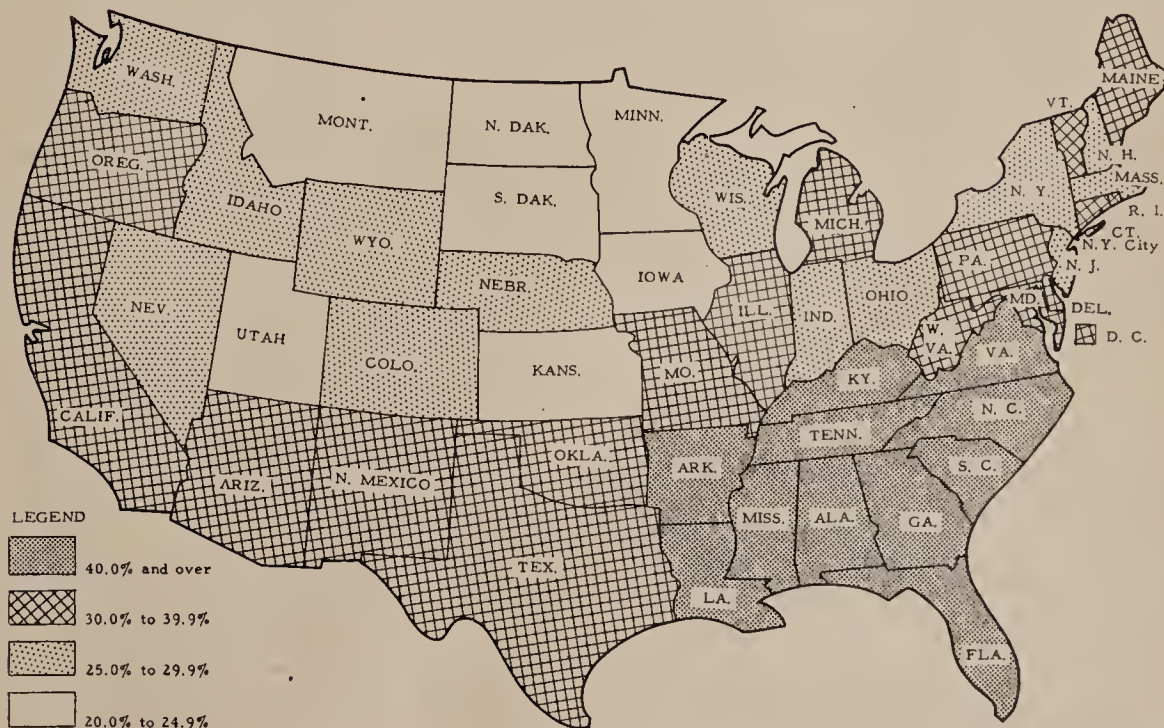 WASH.
MONT.
N. DAK.
MINN.
MAINE
VT.
OREG.
IDAHO
S. DAK.
WIS.
MICH.
N. Y.
N. H.
MASS.
R. I.
CT.
N.Y. City
WYO.
NEBR.
IOWA
PA.
N. J.
NEV.
UTAH
COLO.
KANS.
ILL.
IND.
OHIO
MD.
DEL.
D. C.
W.
VA.
VA.
CALIF.
MO.
KY.
N. C.
ARIZ.
N. MEXICO
OKLA.
ARK.
TENN.
S. C.
TEX.
LA.
MISS.
ALA.
GA.
FLA.
LEGEND
40.0% and over
30.0% to 39.9%
25.0% to 29.9%
20.0% to 24.9%